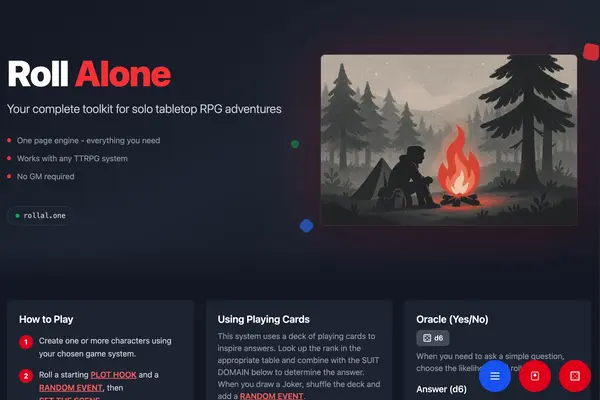 Roll Alone
Your complete toolkit for solo tabletop RPG adventures
One page engine - everything you need
Works with any TTRPG system
No GM required
rollal.one
How to Play
1 Create one or more characters using
your chosen game system.
2 Roll a starting PLOT HOOK and a
RANDOM EVENT, then
SET THE SCENE
Using Playing Cards
This system uses a deck of playing cards to
inspire answers. Look up the rank in the
appropriate table and combine with the SUIT
DOMAIN below to determine the answer.
When you draw a Joker, shuffle the deck and
add a RANDOM EVENT.
Oracle (Yes/No)
d6
When you need to ask a simple question,
choose the
Answer (d6)